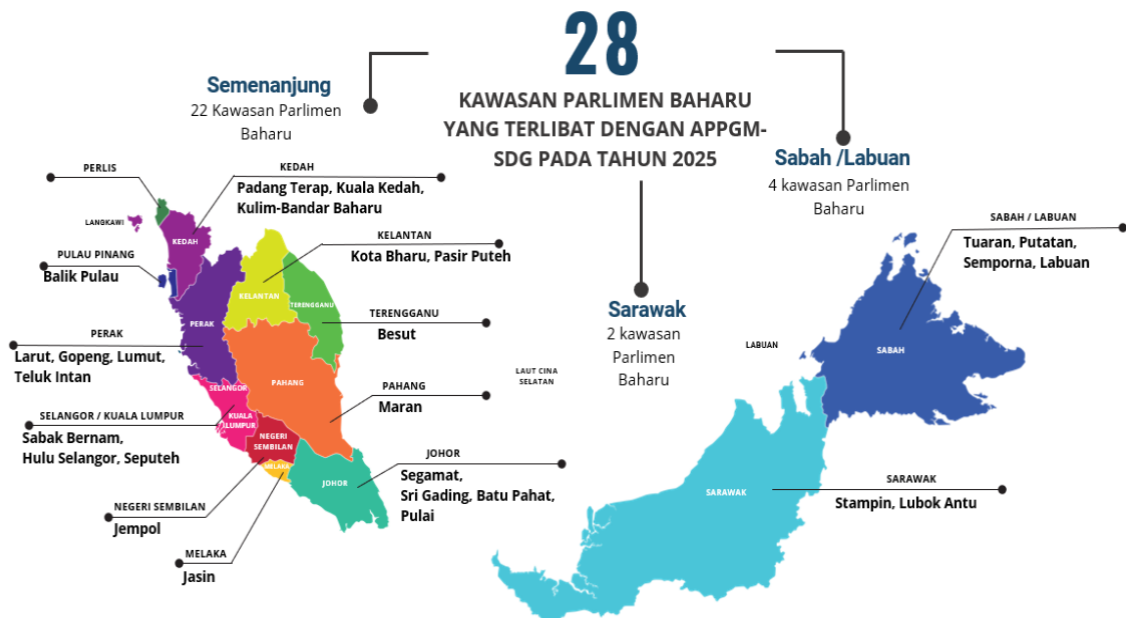 28
KAWASAN PARLIMEN BAHARU
YANG TERLIBAT DENGAN APPGM-
SDG PADA TAHUN 2025
Semenanjung
22 Kawasan Parlimen
Baharu
Sabah /Labuan
4 kawasan Parlimen
Baharu
Sarawak
2 kawasan
Parlimen
Baharu
PERLIS
KEDAH
Padang Terap, Kuala Kedah,
Kulim-Bandar Baharu
LANGKAWI
KEDAH
PULAU PINANG
Balik Pulau
KELANTAN
Kota Bharu, Pasir Puteh
KELANTAN
TERENGGANU
TERENGGANU
Besut
PERAK
PERAK
Larut, Gopeng, Lumut,
Teluk Intan
PAHANG
PAHANG
Maran
SELANGOR
SELANGOR / KUALA LUMPUR
Sabak Bernam,
Hulu Selangor, Seputeh
KUALA
LUMPUR
NEGERI
SEMBILAN
MELAKA
JOHOR
JOHOR
Segamat,
Sri Gading, Batu Pahat,
Pulai
NEGERI SEMBILAN
Jempol
MELAKA
Jasin
LAUT CINA
SELATAN
SABAH / LABUAN
Tuaran, Putatan,
Semporna, Labuan
LABUAN
SABAH
SARAWAK
SARAWAK
Stampin, Lubok Antu